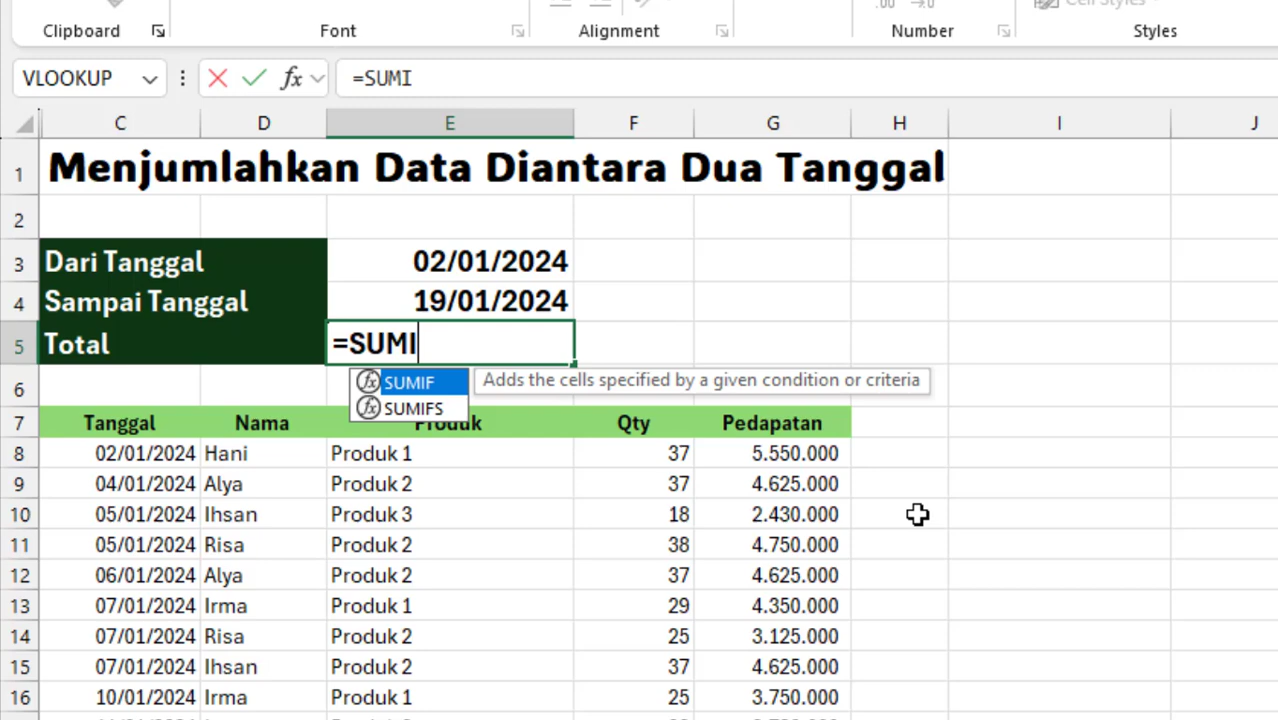 Clipboard Font Alignment Number Styles
VLOOKUP fx =SUMI
C D E F G H I J
1 Menjumlahkan Data Diantara Dua Tanggal
2
3 Dari Tanggal 02/01/2024
4 Sampai Tanggal 19/01/2024
5 Total =SUMI
fx SUMIF Adds the cells specified by a given condition or criteria
6
fx SUMIFS
7 Tanggal Nama Produk Qty Pedapatan
8 02/01/2024 Hani Produk 1 37 5.550.000
9 04/01/2024 Alya Produk 2 37 4.625.000
10 05/01/2024 Ihsan Produk 3 18 2.430.000
11 05/01/2024 Risa Produk 2 38 4.750.000
12 06/01/2024 Alya Produk 2 37 4.625.000
13 07/01/2024 Irma Produk 1 29 4.350.000
14 07/01/2024 Risa Produk 2 25 3.125.000
15 07/01/2024 Ihsan Produk 2 37 4.625.000
16 10/01/2024 Irma Produk 1 25 3.750.000